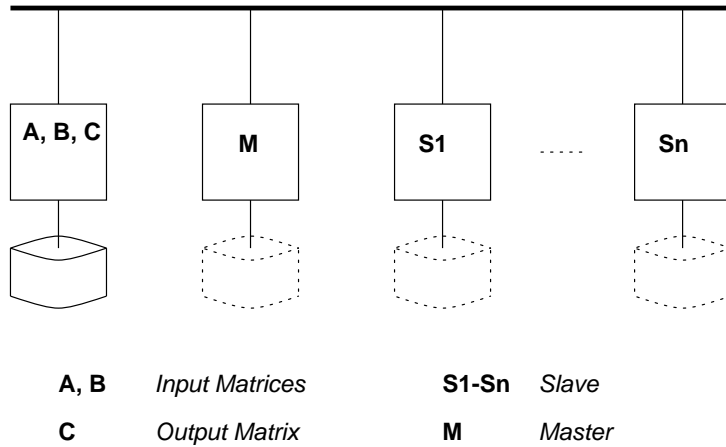 A, B, C M S1 ..... Sn
A, B Input Matrices S1-Sn Slave
C Output Matrix M Master